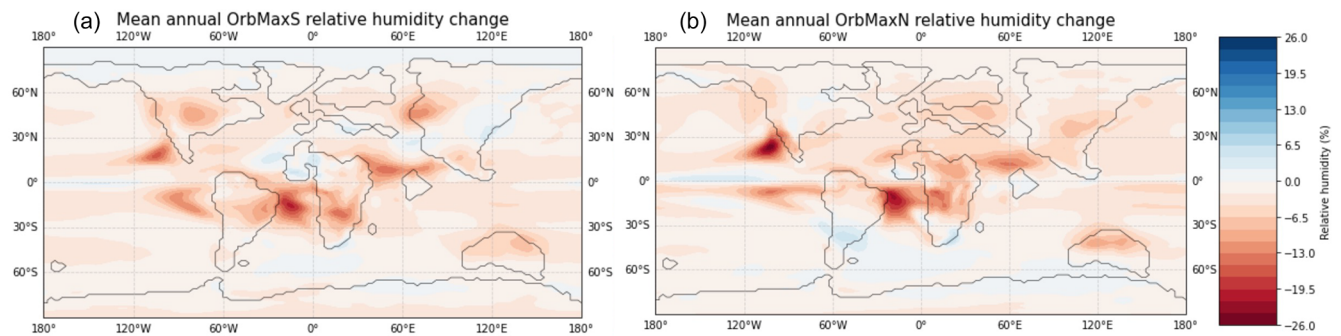 (a) Mean annual OrbMaxS relative humidity change
180° 120°W 60°W 0° 60°E 120°E 180°
60°N 60°N
30°N 30°N
0° 0°
30°S 30°S
60°S 60°S
180° 120°W 60°W 0° 60°E 120°E 180°
(b) Mean annual OrbMaxN relative humidity change
180° 120°W 60°W 0° 60°E 120°E 180°
60°N 60°N
30°N 30°N
0° 0°
30°S 30°S
60°S 60°S
180° 120°W 60°W 0° 60°E 120°E 180°
26.0
19.5
13.0
6.5
0.0
−6.5
−13.0
−19.5
−26.0
Relative humidity (%)